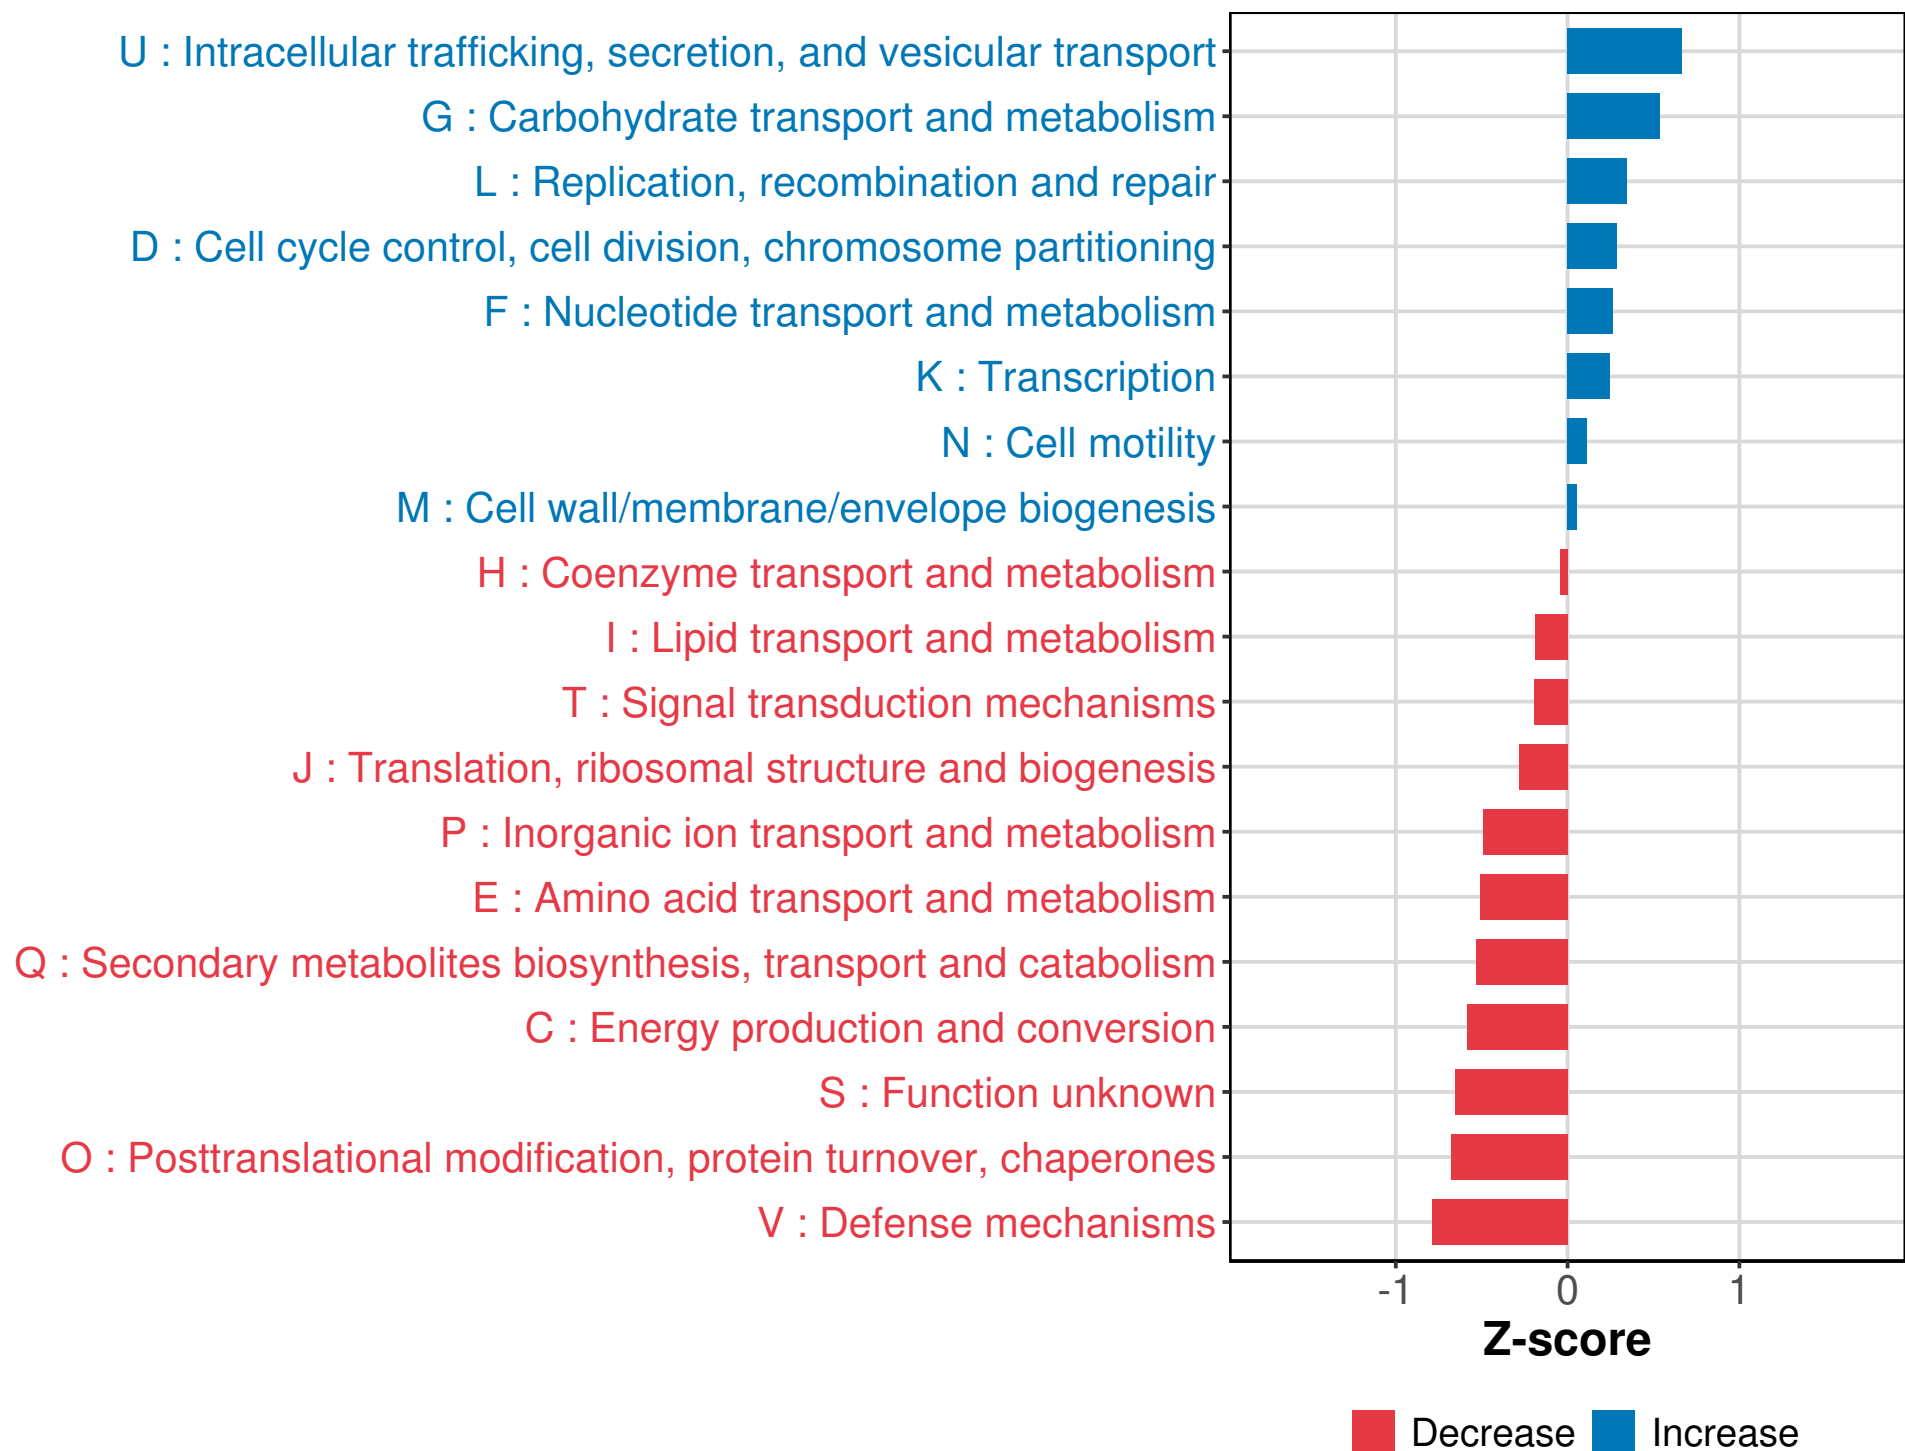 U : Intracellular trafficking, secretion, and vesicular transport
G : Carbohydrate transport and metabolism
L : Replication, recombination and repair
D : Cell cycle control, cell division, chromosome partitioning
F : Nucleotide transport and metabolism
K : Transcription
N : Cell motility
M : Cell wall/membrane/envelope biogenesis
H : Coenzyme transport and metabolism
I : Lipid transport and metabolism
T : Signal transduction mechanisms
J : Translation, ribosomal structure and biogenesis
P : Inorganic ion transport and metabolism
E : Amino acid transport and metabolism
Q : Secondary metabolites biosynthesis, transport and catabolism
C : Energy production and conversion
S : Function unknown
O : Posttranslational modification, protein turnover, chaperones
V : Defense mechanisms
-1 0 1
Z-score
Decrease Increase